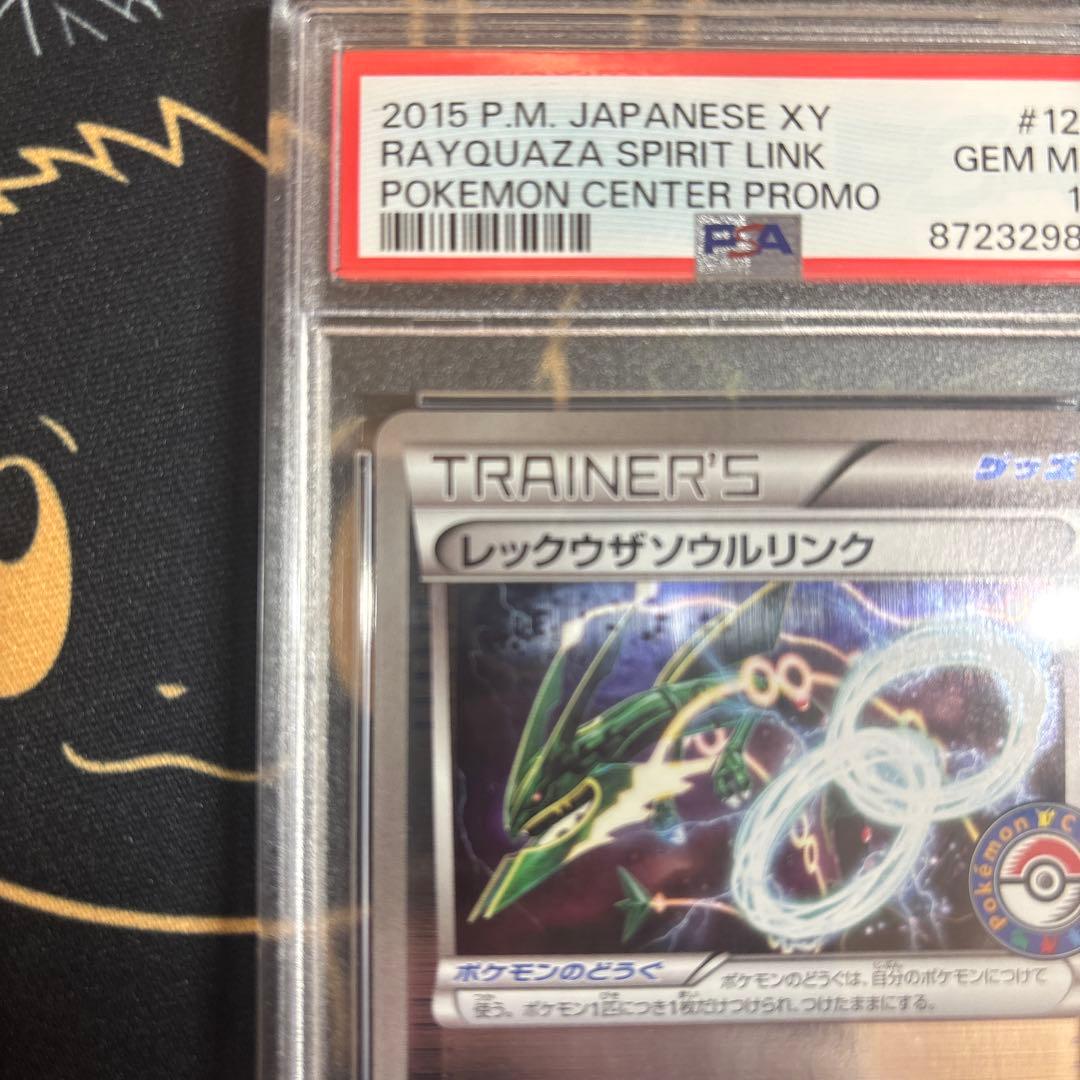 2015 P.M. JAPANESE XY #12
RAYQUAZA SPIRIT LINK GEM M
POKEMON CENTER PROMO 1
8723298
PSA
TRAINER'S グッズ
レックウザソウルリンク
Pokémon C
ポケモンのどうぐ ポケモンのどうぐは、自分のポケモンにつけて
使う。ポケモン1匹につき1枚だけつけられ、つけたままにする。